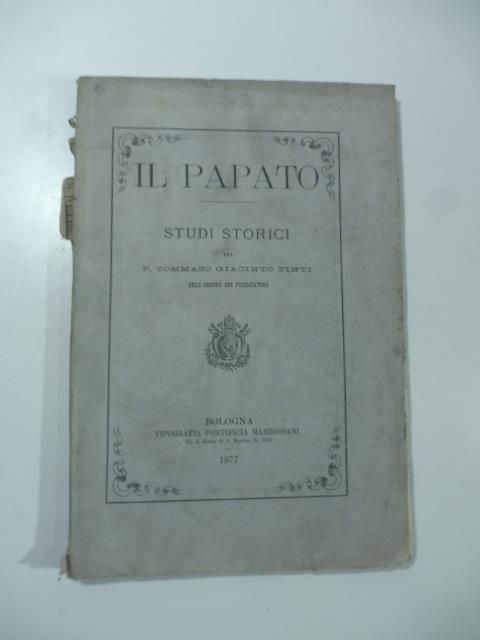 IL PAPATO
STUDI STORICI
DEL
P. TOMMASO GIACINTO TINTI
DELL'ORDINE DEI PREDICATORI
BOLOGNA
TIPOGRAFIA PONTIFICIA MAREGGIANI
1877